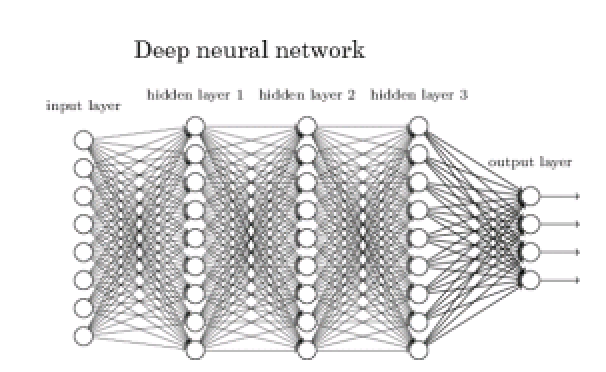 Deep neural network
hidden layer 1 hidden layer 2 hidden layer 3
input layer
output layer